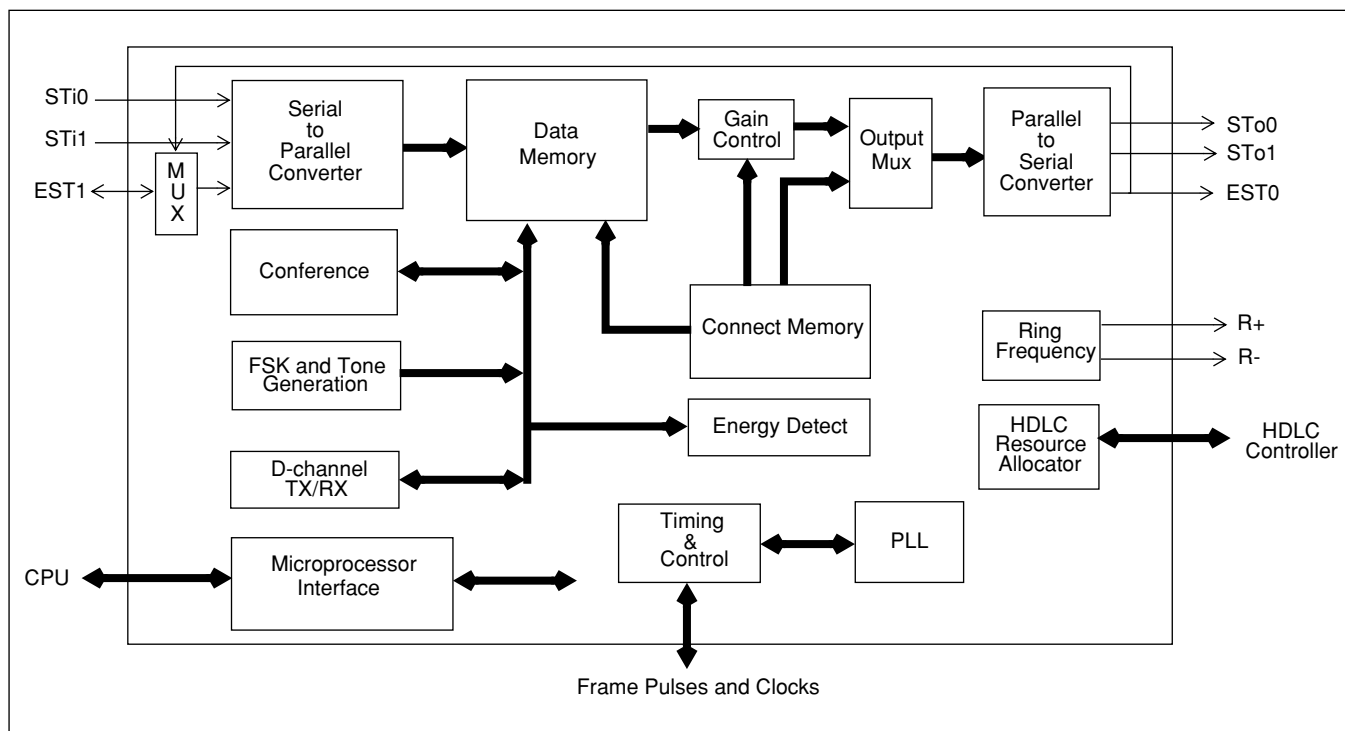 STi0
STi1
EST1
M
U
X
Serial
to
Parallel
Converter
Data
Memory
Gain
Control
Output
Mux
Parallel
to
Serial
Converter
STo0
STo1
EST0
Conference
Connect Memory
Ring
Frequency
R+
R-
FSK and Tone
Generation
Energy Detect
HDLC
Resource
Allocator
HDLC
Controller
D-channel
TX/RX
Timing
&
Control
PLL
CPU
Microprocessor
Interface
Frame Pulses and Clocks